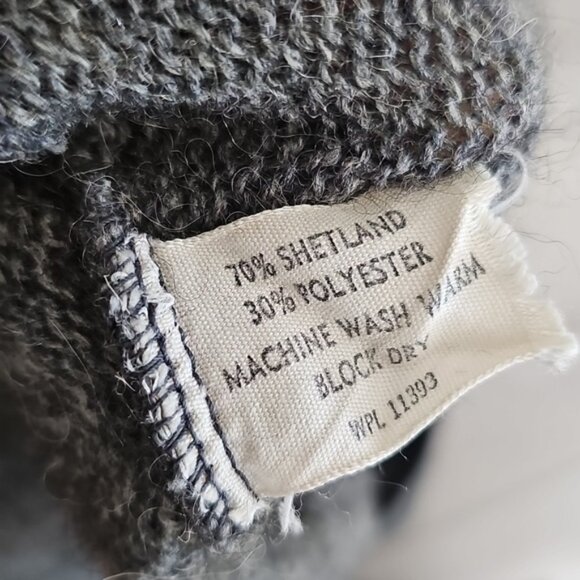 70% SHETLAND
30% POLYESTER
MACHINE WASH WARM
BLOCK DRY
WPL 11393